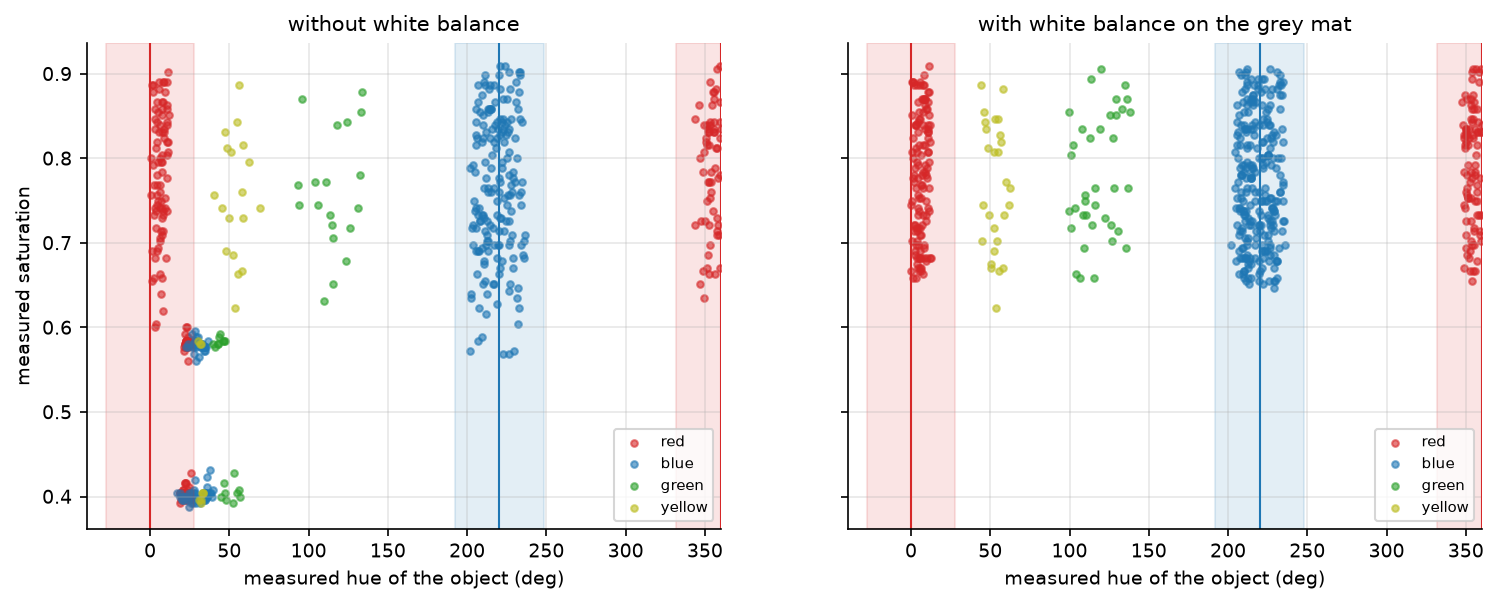 without white balance
measured saturation
0.9
0.8
0.7
0.6
0.5
0.4
0 50 100 150 200 250 300 350
measured hue of the object (deg)
red
blue
green
yellow
with white balance on the grey mat
0 50 100 150 200 250 300 350
measured hue of the object (deg)
red
blue
green
yellow